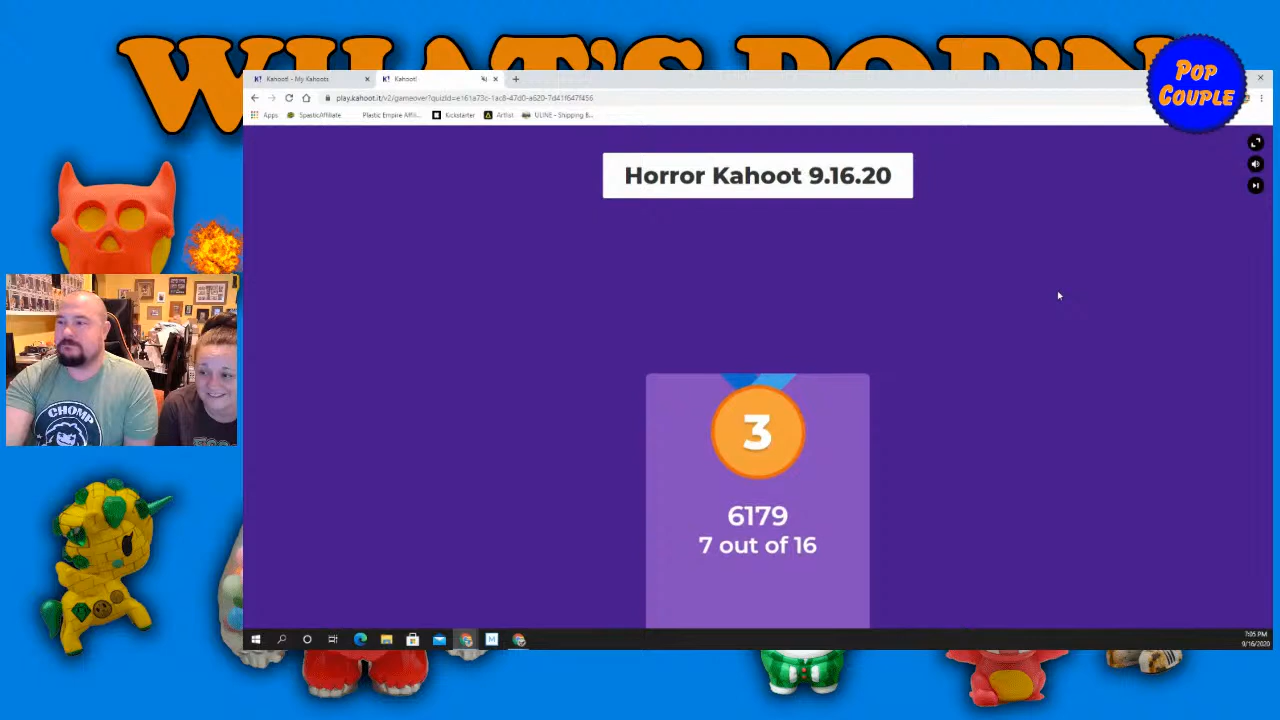 WHAT'S POP'N
POP
COUPLE
Kahoot! - My Kahoots
Kahoot!
play.kahoot.it/v2/gameover?quizId=e161a73c-1ac8-47d0-a620-7d41f647f456
Apps
SpasticAffiliate
Plastic Empire Affil...
Kickstarter
Artlist
ULINE - Shipping B...
Horror Kahoot 9.16.20
3
6179
7 out of 16
CHOMP
7:05 PM
9/16/2020